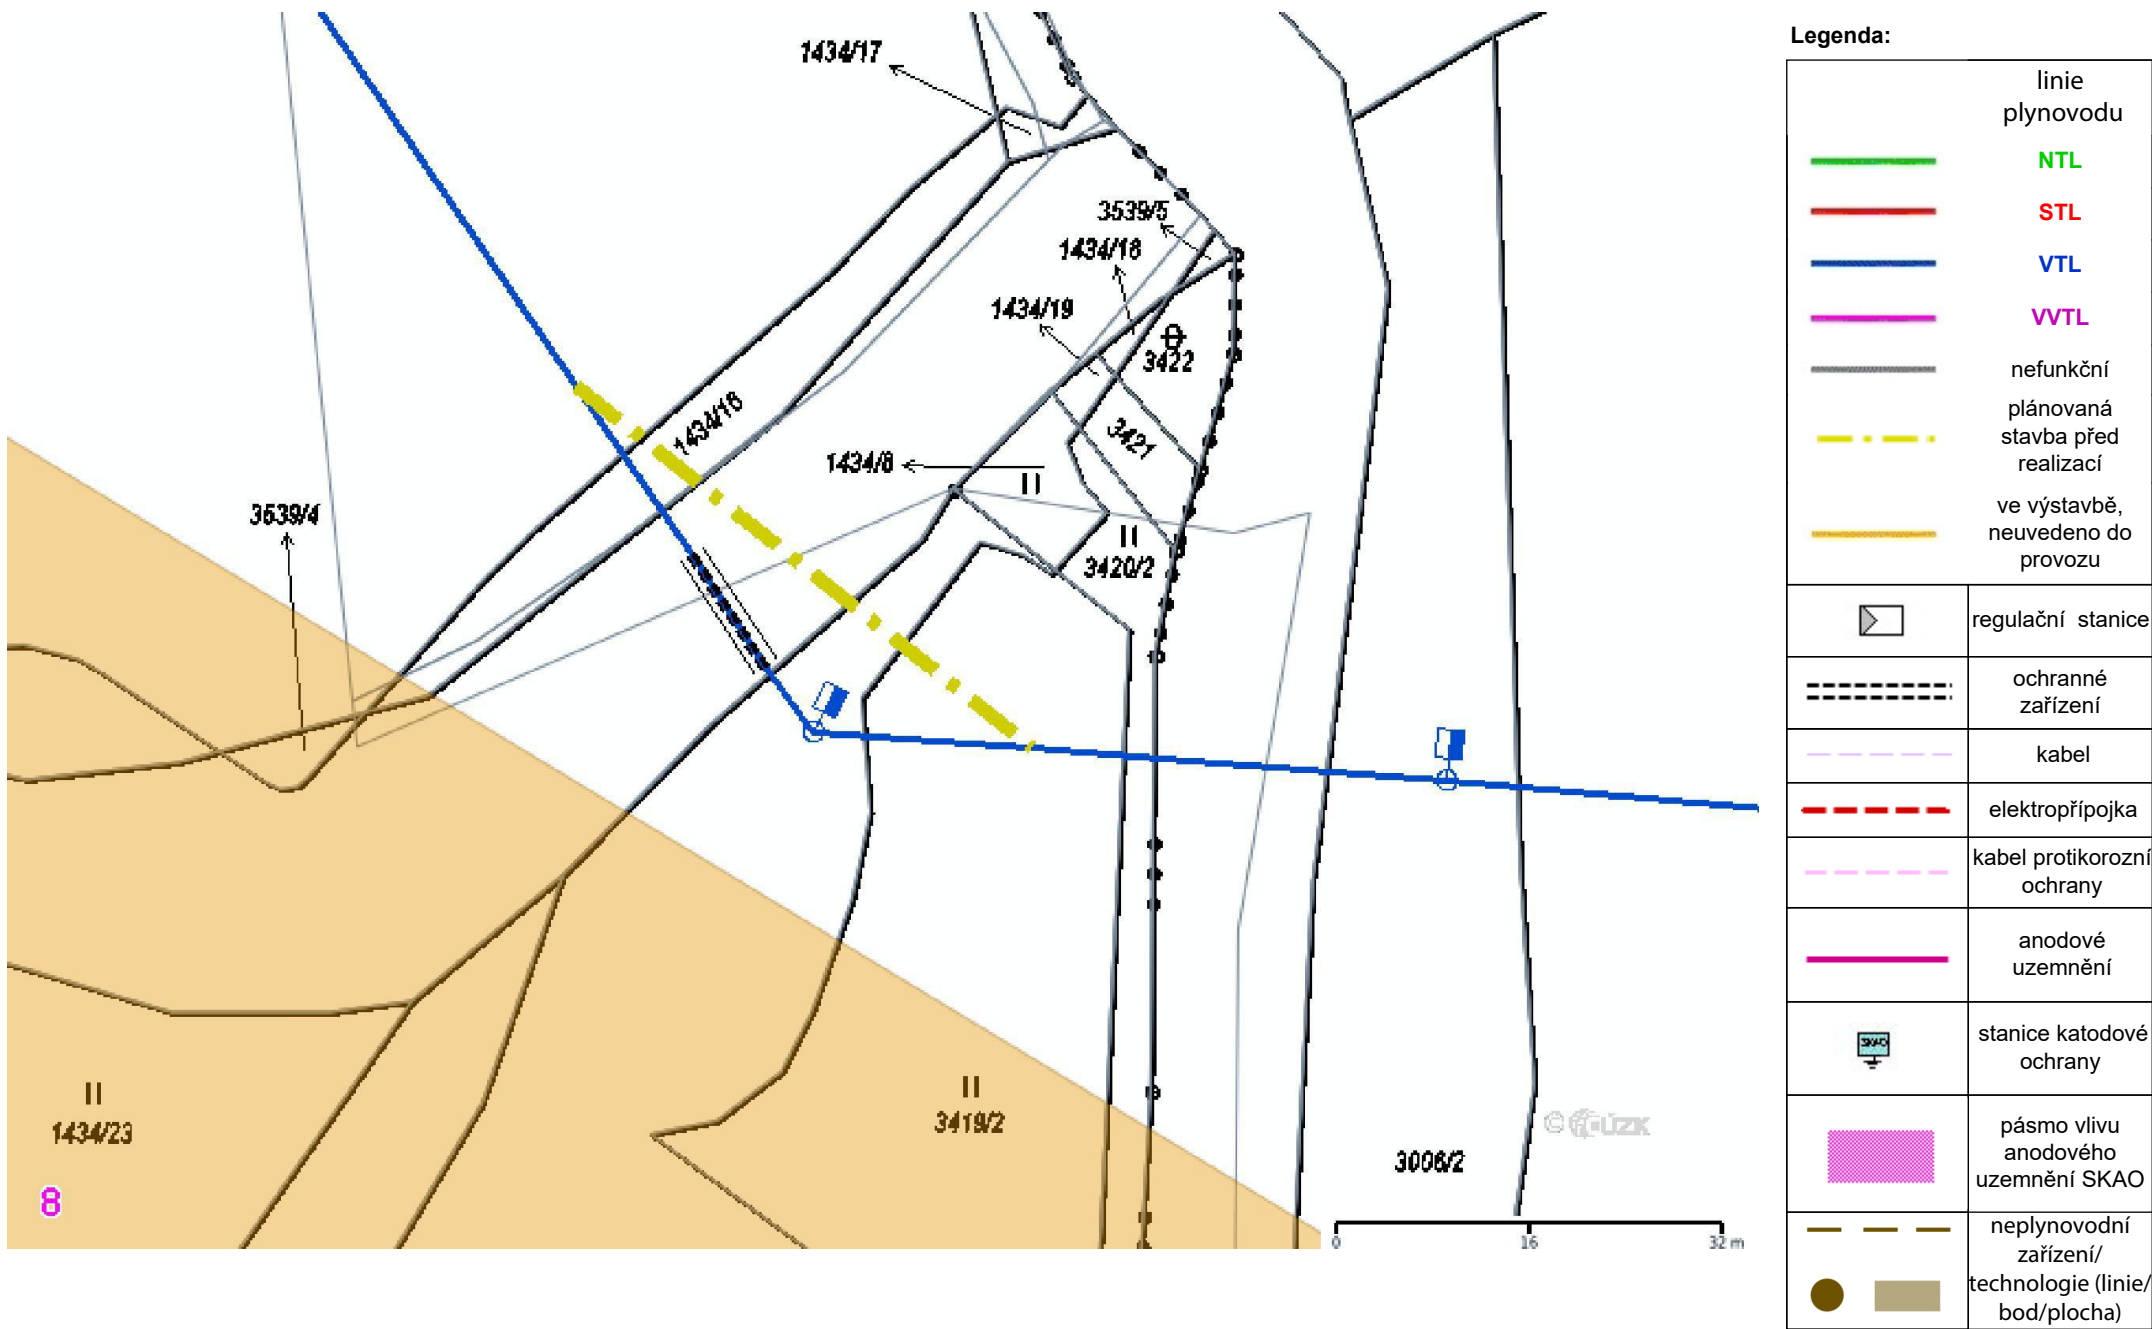 1434/17
3539/5
1434/18
1434/19
3422
1434/16
3421
1434/8
3539/4
3420/2
1434/23
3419/2
8
3006/2
0 16 32 m
Legenda:
linie
plynovodu
NTL
STL
VTL
VVTL
nefunkční
plánovaná
stavba před
realizací
ve výstavbě,
neuvedeno do
provozu
regulační stanice
ochranné
zařízení
kabel
elektropřípojka
kabel protikorozní
ochrany
anodové
uzemnění
SKAO
stanice katodové
ochrany
pásmo vlivu
anodového
uzemnění SKAO
neplynovodní
zařízení/
technologie (linie/
bod/plocha)